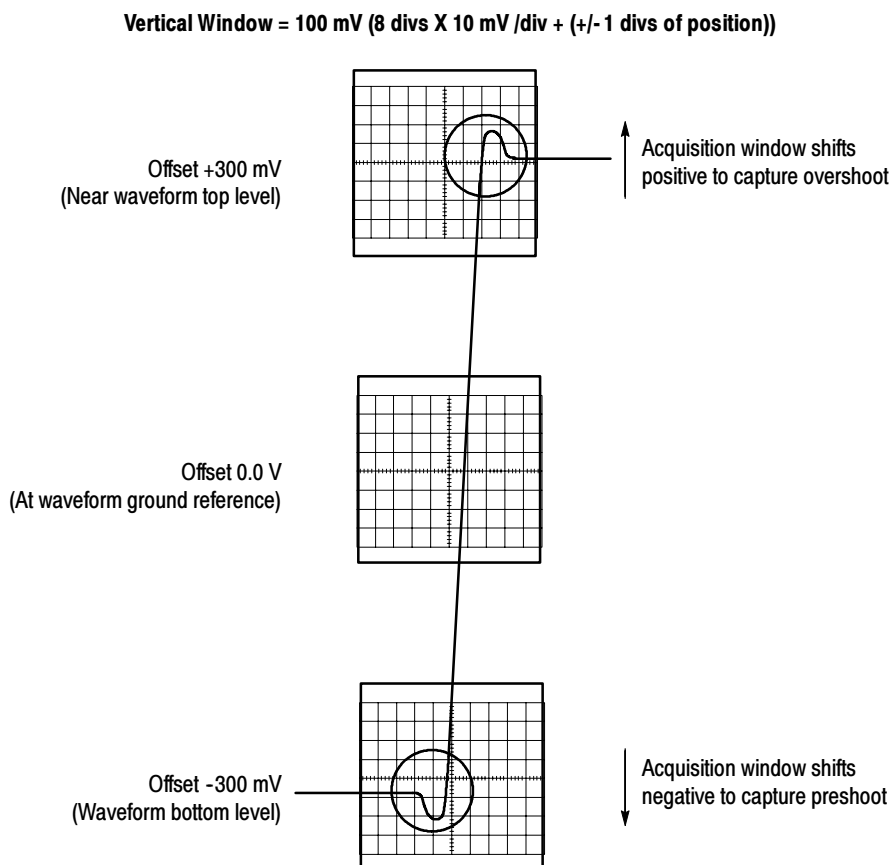 Vertical Window = 100 mV (8 divs X 10 mV /div + (+/- 1 divs of position))
Offset +300 mV
(Near waveform top level)
Acquisition window shifts
positive to capture overshoot
Offset 0.0 V
(At waveform ground reference)
Offset -300 mV
(Waveform bottom level)
Acquisition window shifts
negative to capture preshoot